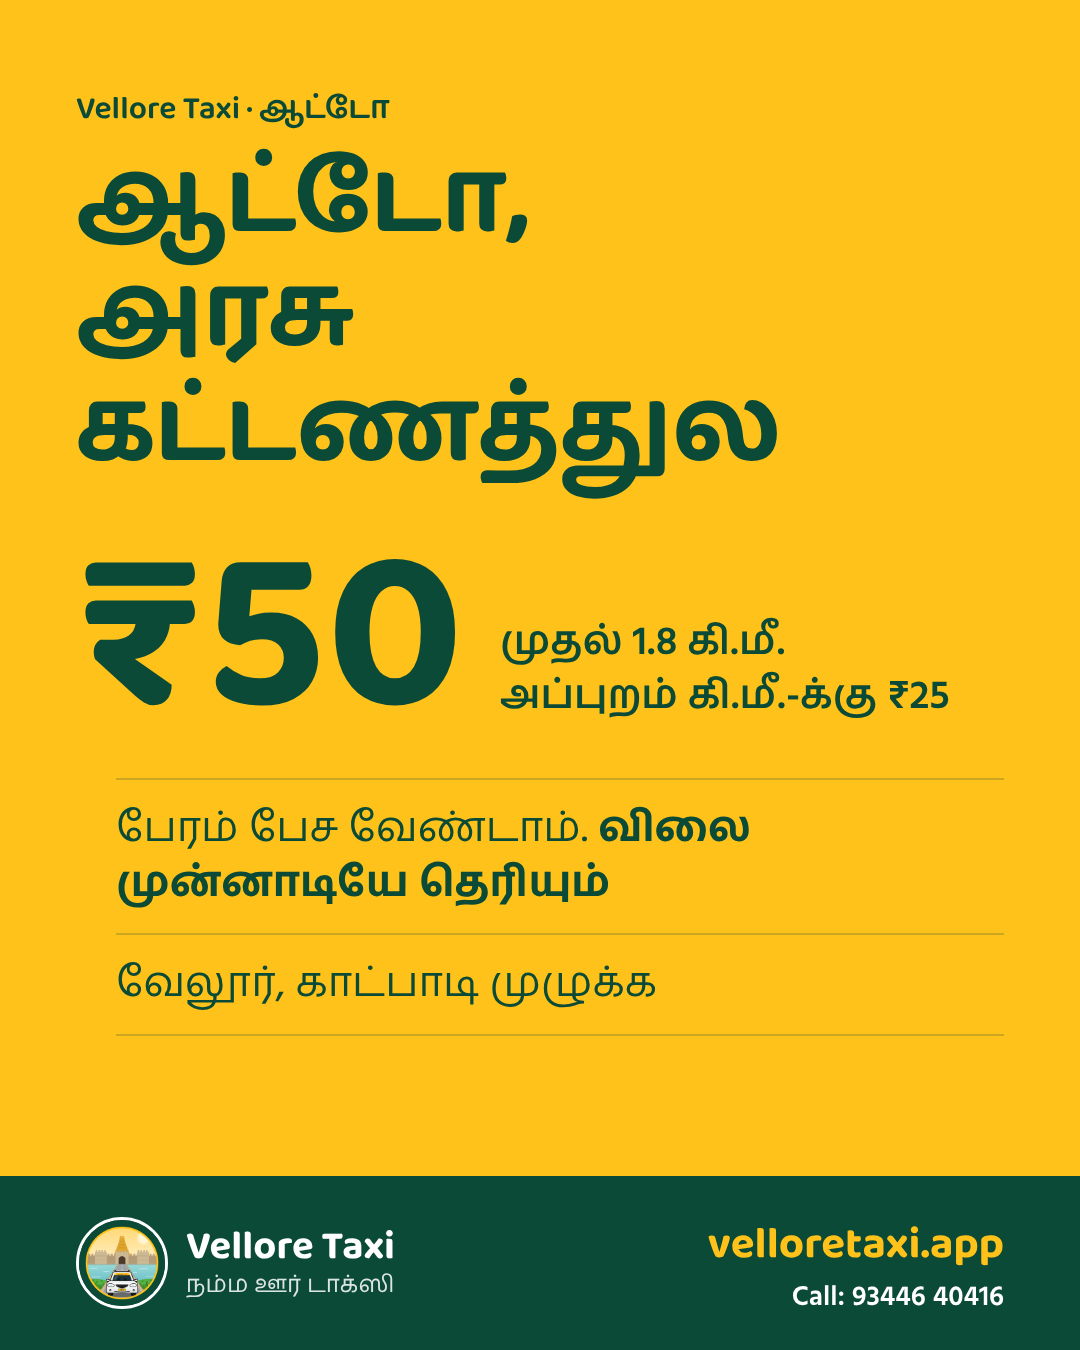 Vellore Taxi · ஆட்டோ
ஆட்டோ,
அரசு
கட்டணத்துல
₹50
முதல் 1.8 கி.மீ.
அப்புறம் கி.மீ.-க்கு ₹25
பேரம் பேச வேண்டாம். விலை
முன்னாடியே தெரியும்
வேலூர், காட்பாடி முழுக்க
Vellore Taxi
நம்ம ஊர் டாக்ஸி
velloretaxi.app
Call: 93446 40416